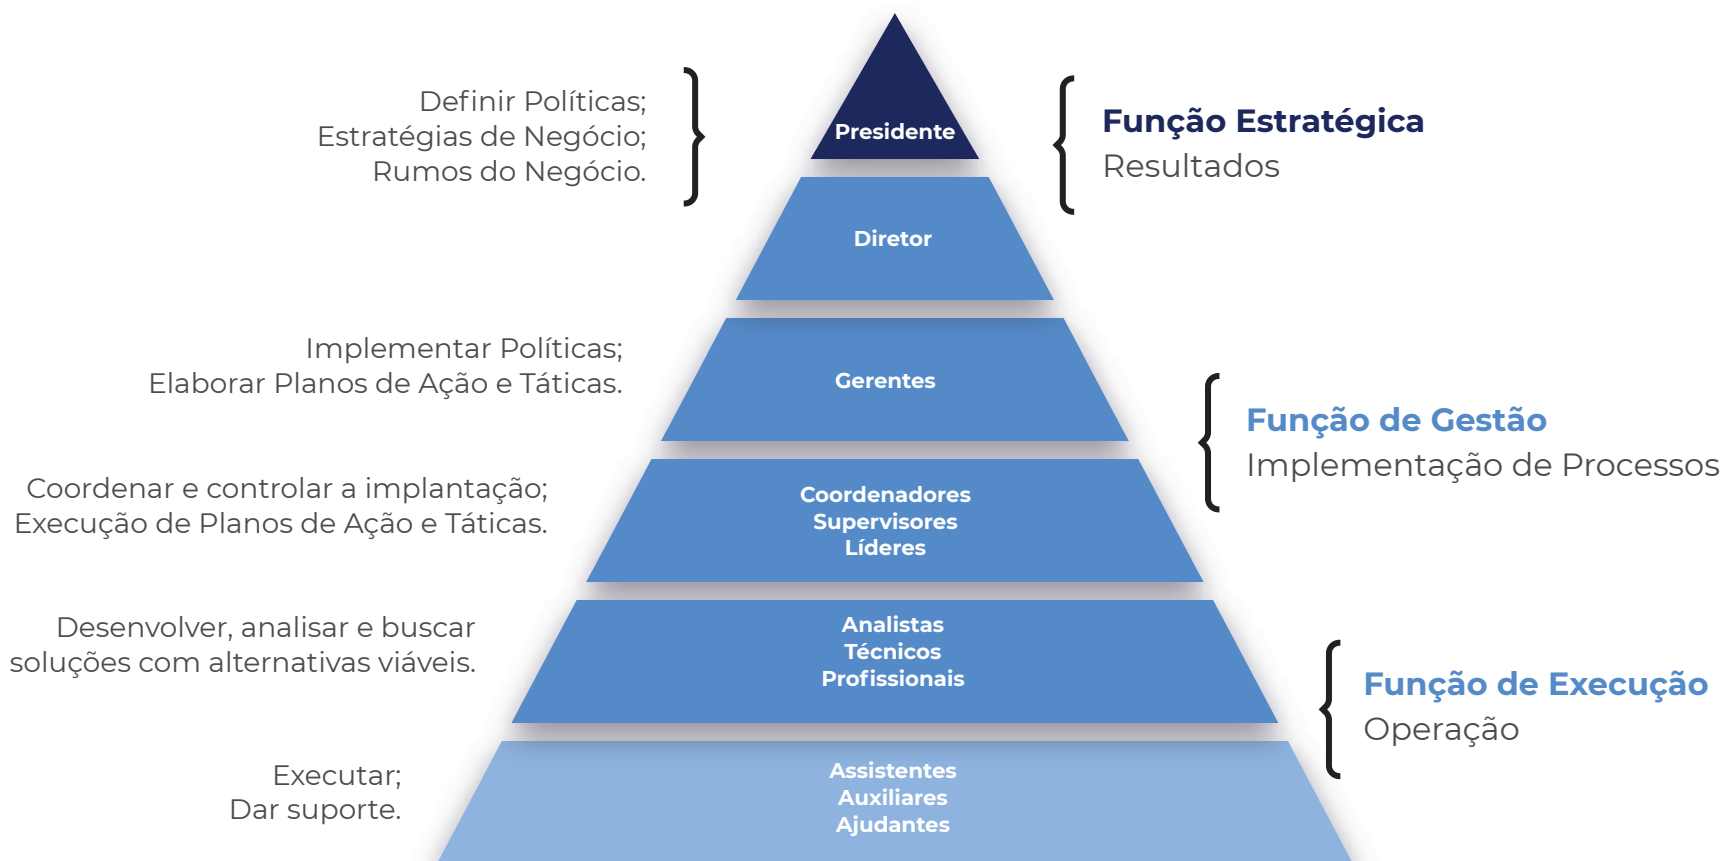 Definir Políticas;
Estratégias de Negócio;
Rumos do Negócio.
Presidente
Função Estratégica
Resultados
Diretor
Implementar Políticas;
Elaborar Planos de Ação e Táticas.
Gerentes
Função de Gestão
Implementação de Processos
Coordenar e controlar a implantação;
Execução de Planos de Ação e Táticas.
Coordenadores
Supervisores
Líderes
Desenvolver, analisar e buscar
soluções com alternativas viáveis.
Analistas
Técnicos
Profissionais
Função de Execução
Operação
Executar;
Dar suporte.
Assistentes
Auxiliares
Ajudantes